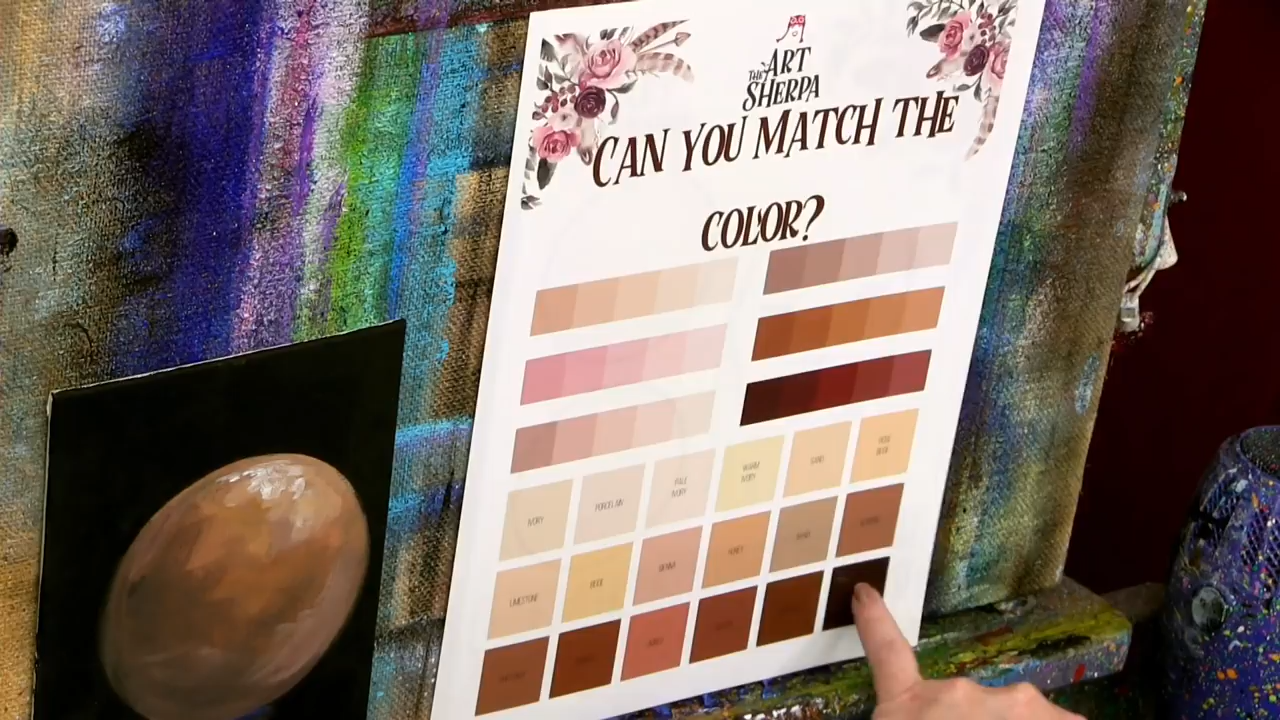 THE ART
SHERPA
CAN YOU MATCH THE
COLOR?
IVORY
PORCELAIN
PALE
IVORY
WARM
IVORY
SAND
ROSE
BEIGE
LIMESTONE
BEIGE
SIENNA
HONEY
BAND
ALMOND